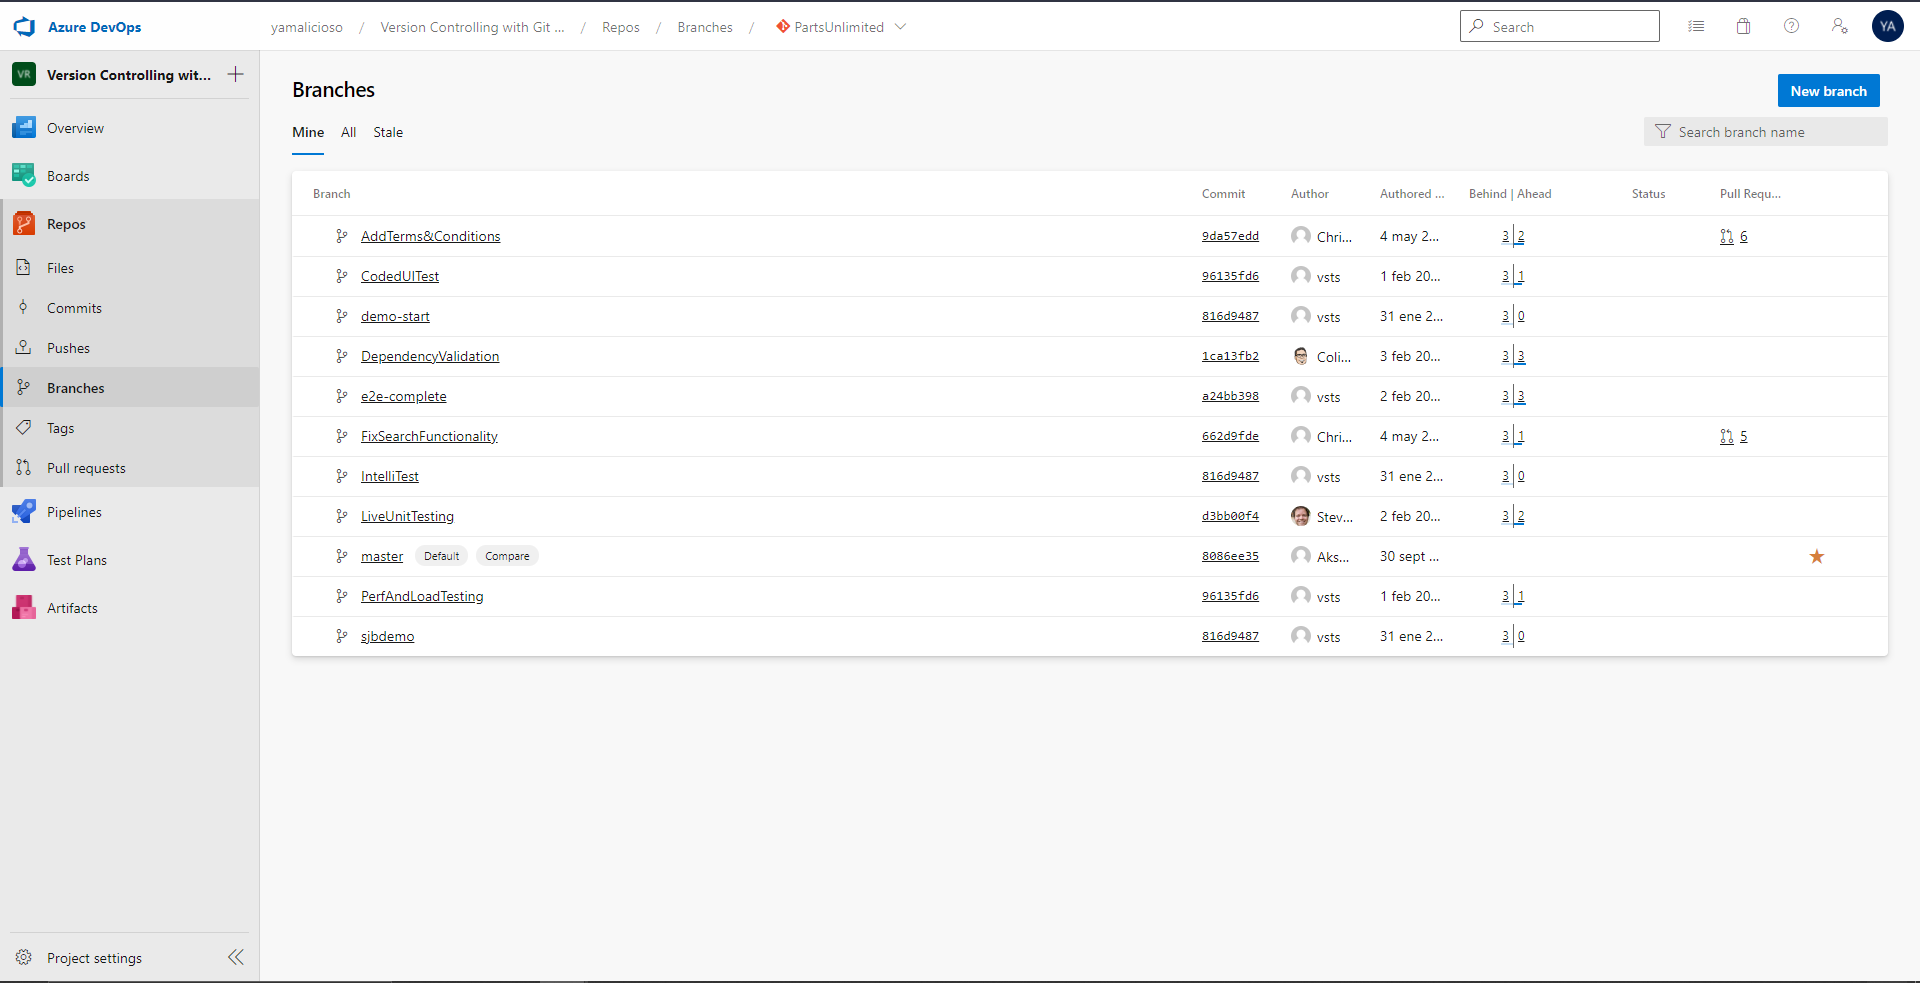 Azure DevOps
yamalicioso / Version Controlling with Git ... / Repos / Branches / PartsUnlimited
Search
YA
VR Version Controlling wit...
Overview
Boards
Repos
Files
Commits
Pushes
Branches
Tags
Pull requests
Pipelines
Test Plans
Artifacts
Project settings
Branches
New branch
Mine All Stale
Search branch name
Branch Commit Author Authored ... Behind | Ahead Status Pull Requ...
AddTerms&Conditions 9da57edd Chri... 4 may 2... 3 2 6
CodedUITest 96135fd6 vsts 1 feb 20... 3 1
demo-start 816d9487 vsts 31 ene 2... 3 0
DependencyValidation 1ca13fb2 Coli... 3 feb 20... 3 3
e2e-complete a24bb398 vsts 2 feb 20... 3 3
FixSearchFunctionality 662d9fde Chri... 4 may 2... 3 1 5
IntelliTest 816d9487 vsts 31 ene 2... 3 0
LiveUnitTesting d3bb00f4 Stev... 2 feb 20... 3 2
master Default Compare 8086ee35 Aks... 30 sept ...
PerfAndLoadTesting 96135fd6 vsts 1 feb 20... 3 1
sjbdemo 816d9487 vsts 31 ene 2... 3 0